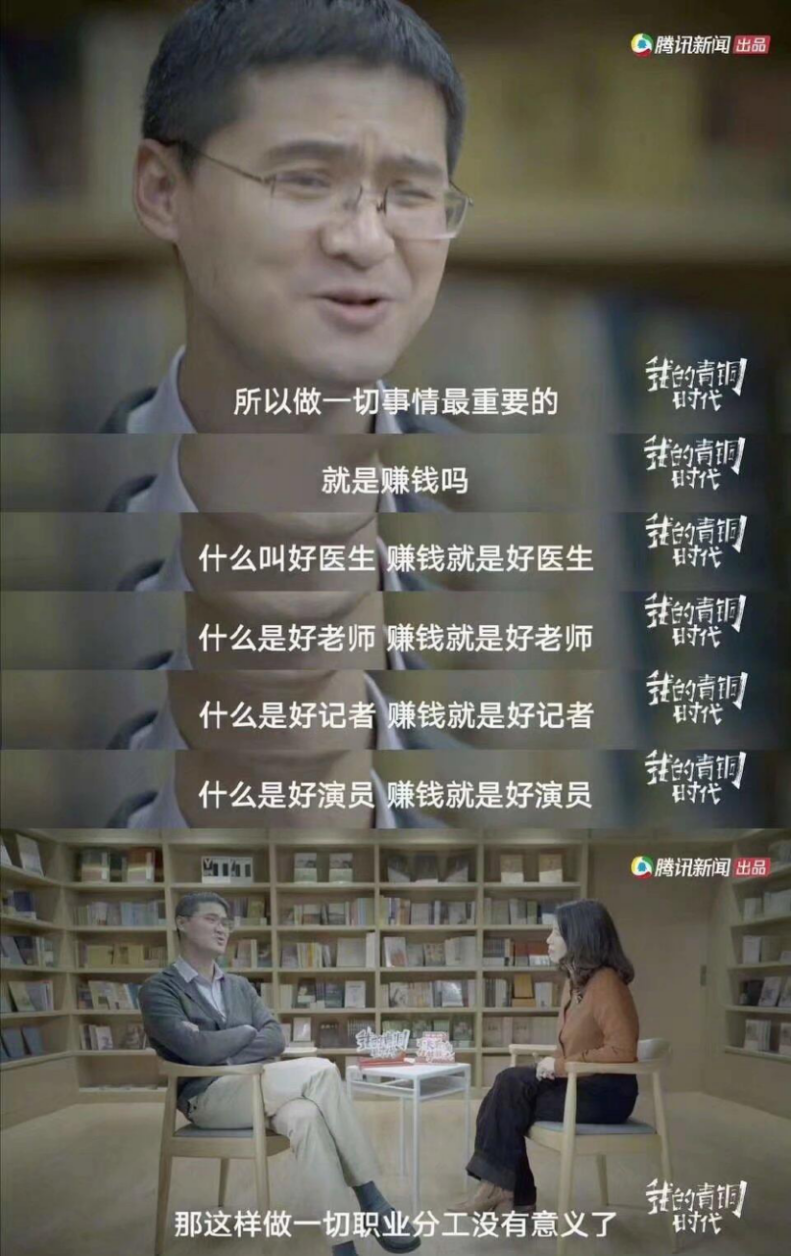 腾讯新闻 出品
我的青铜
时代
所以做一切事情最重要的
我的青铜
时代
就是赚钱吗
我的青铜
时代
什么叫好医生 赚钱就是好医生
我的青铜
时代
什么是好老师 赚钱就是好老师
我的青铜
时代
什么是好记者 赚钱就是好记者
我的青铜
时代
什么是好演员 赚钱就是好演员
腾讯新闻 出品
我的青铜
时代
那这样做一切职业分工没有意义了
我的青铜
时代